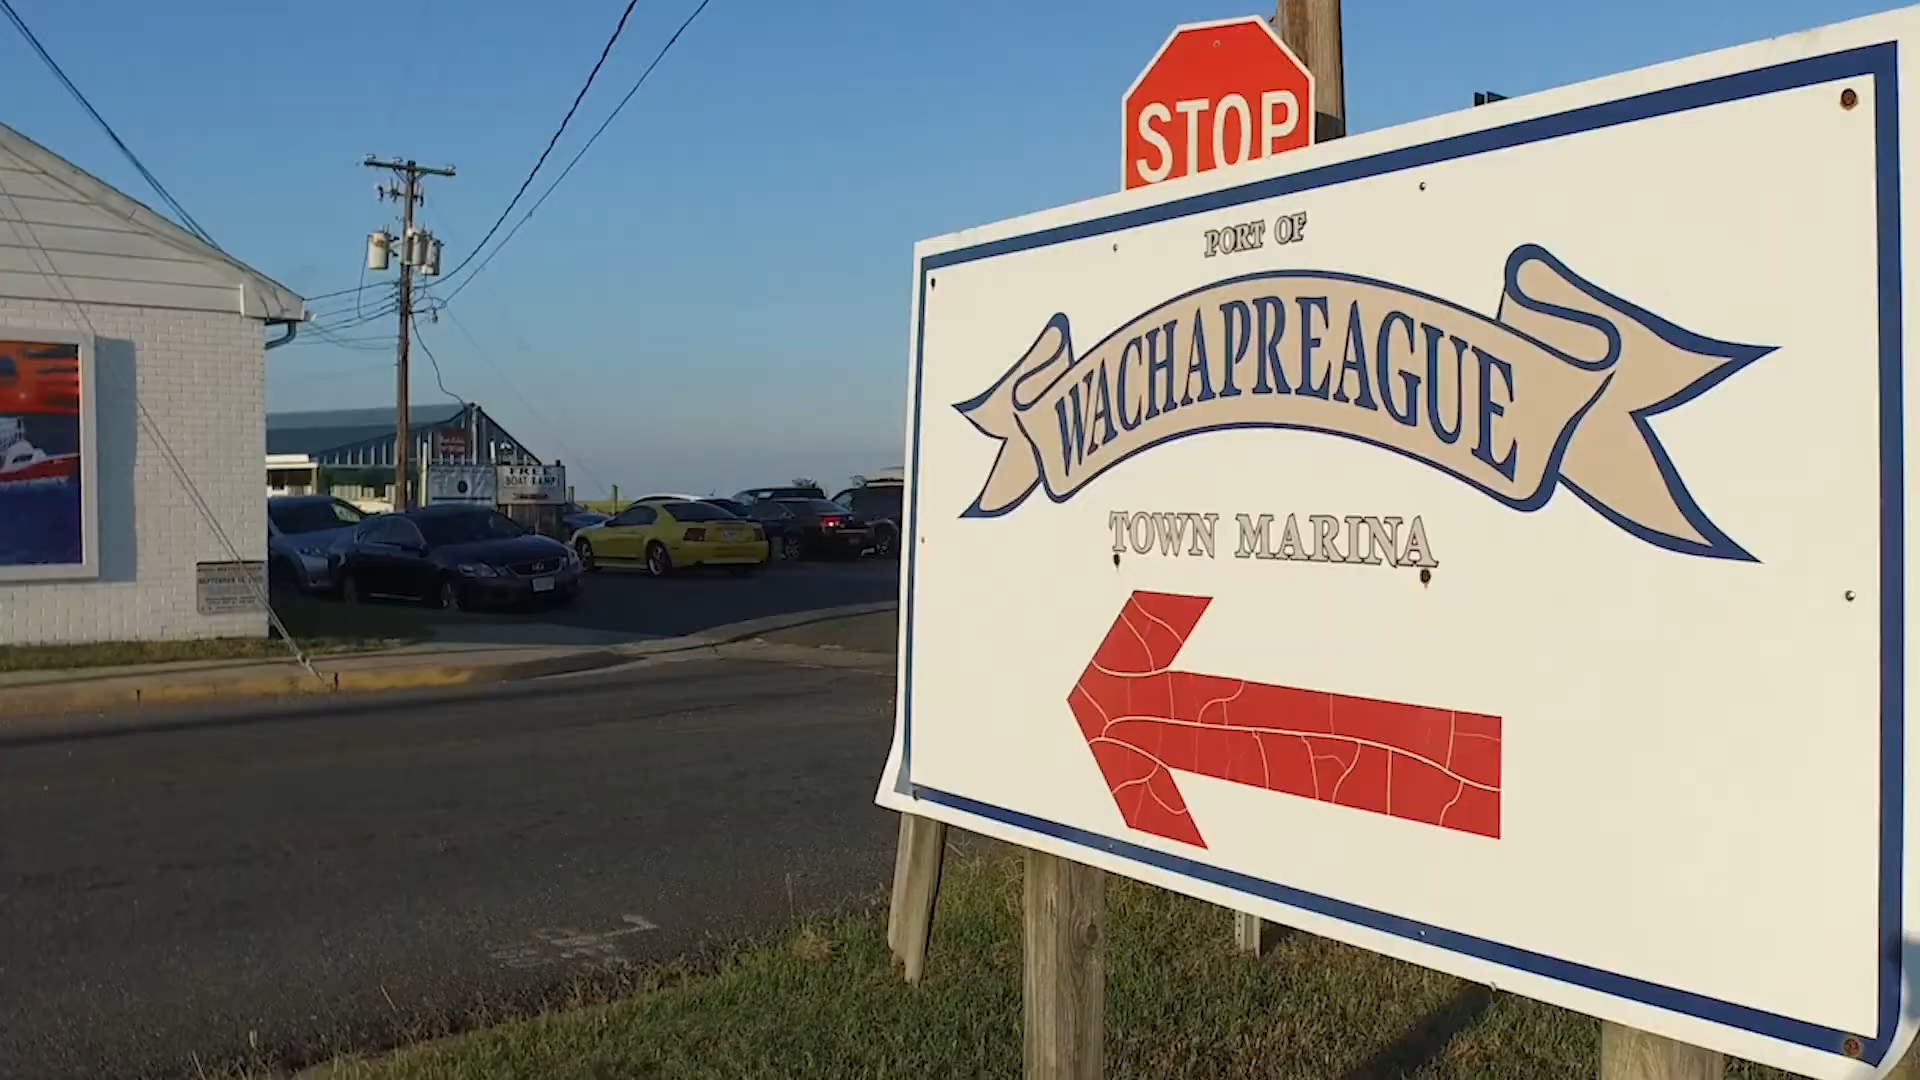 STOP
PORT OF
WACHAPREAGUE
TOWN MARINA
FREE
BOAT RAMP